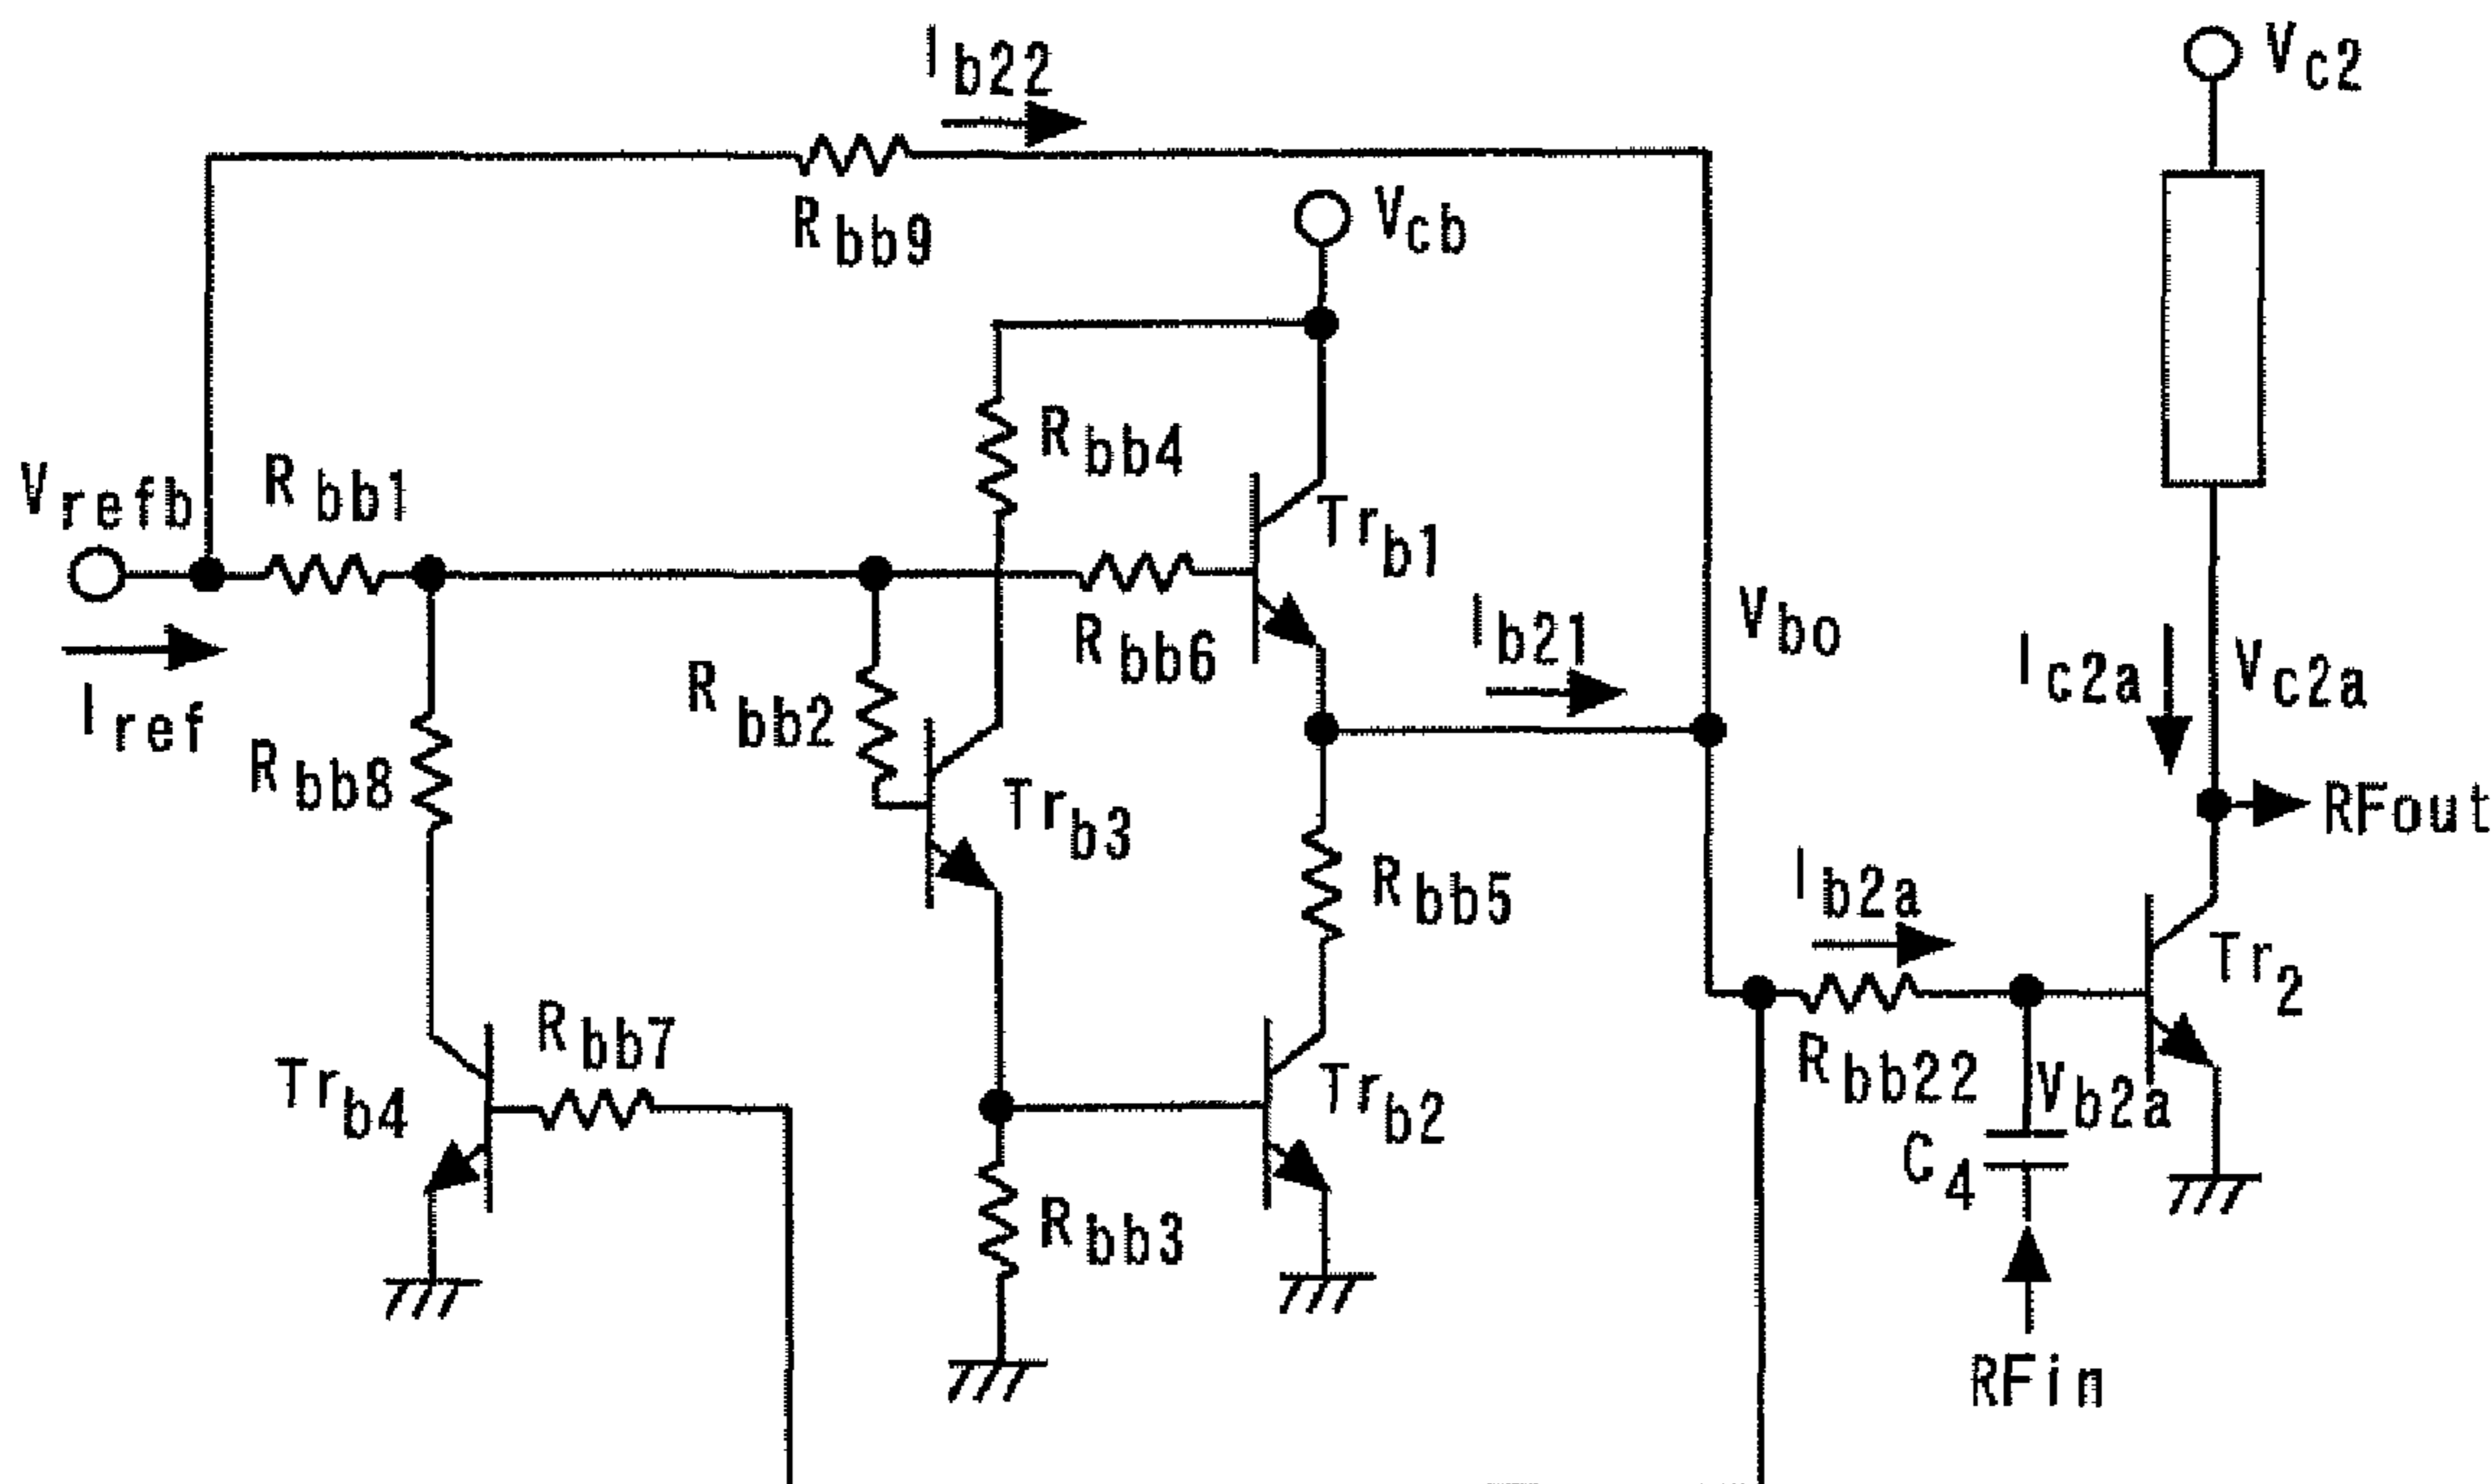 Ib22
Vc2
Rbb9
Vcb
Rbb4
Vrefb
Rbb1
Trb1
Iref
Rbb8
Rbb2
Rbb6
Ib21
Vbo
Ic2a
Vc2a
Trb3
RFout
Rbb5
Ib2a
Tr2
Trb4
Rbb7
Trb2
Rbb22
Vb2a
C4
Rbb3
RFin